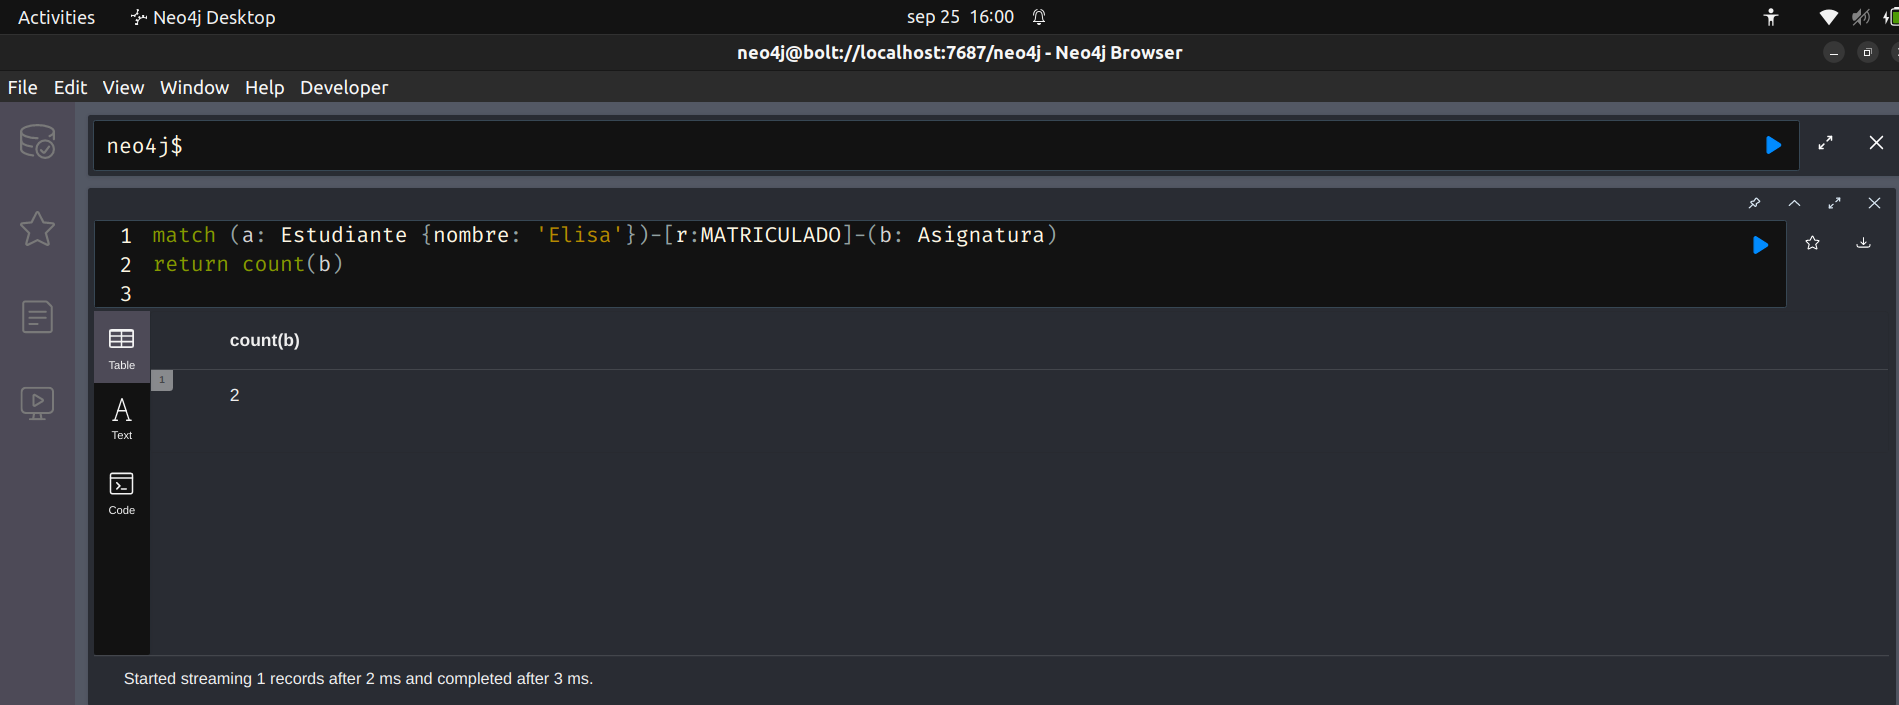 Activities Neo4j Desktop sep 25 16:00
neo4j@bolt://localhost:7687/neo4j - Neo4j Browser
File Edit View Window Help Developer
neo4j$
1 match (a: Estudiante {nombre: 'Elisa'})-[r:MATRICULADO]-(b: Asignatura)
2 return count(b)
3
Table
count(b)
1
2
Text
Code
Started streaming 1 records after 2 ms and completed after 3 ms.